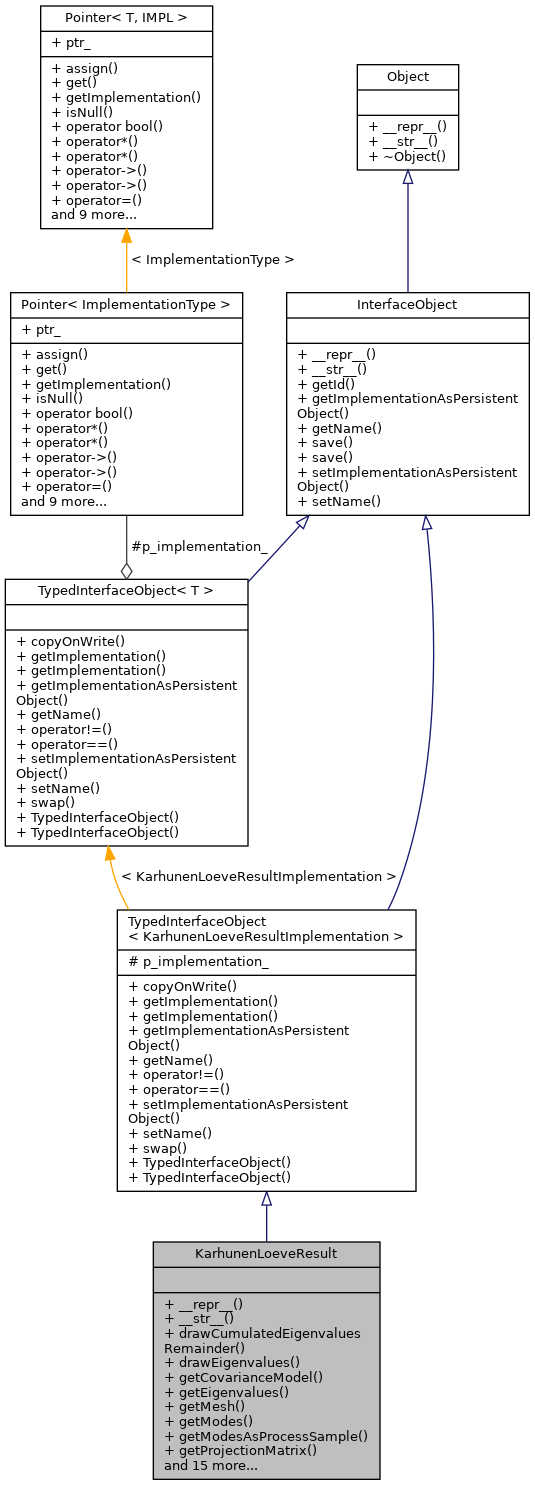 Pointer< T, IMPL >
+ ptr_
+ assign()
+ get()
+ getImplementation()
+ isNull()
+ operator bool()
+ operator*()
+ operator*()
+ operator->()
+ operator->()
+ operator=()
and 9 more...
Object
+ __repr__()
+ __str__()
+ ~Object()
< ImplementationType >
Pointer< ImplementationType >
+ ptr_
+ assign()
+ get()
+ getImplementation()
+ isNull()
+ operator bool()
+ operator*()
+ operator*()
+ operator->()
+ operator->()
+ operator=()
and 9 more...
InterfaceObject
+ __repr__()
+ __str__()
+ getId()
+ getImplementationAsPersistent
Object()
+ getName()
+ save()
+ save()
+ setImplementationAsPersistent
Object()
+ setName()
#p_implementation_
TypedInterfaceObject< T >
+ copyOnWrite()
+ getImplementation()
+ getImplementation()
+ getImplementationAsPersistent
Object()
+ getName()
+ operator!=()
+ operator==()
+ setImplementationAsPersistent
Object()
+ setName()
+ swap()
+ TypedInterfaceObject()
+ TypedInterfaceObject()
< KarhunenLoeveResultImplementation >
TypedInterfaceObject
< KarhunenLoeveResultImplementation >
# p_implementation_
+ copyOnWrite()
+ getImplementation()
+ getImplementation()
+ getImplementationAsPersistent
Object()
+ getName()
+ operator!=()
+ operator==()
+ setImplementationAsPersistent
Object()
+ setName()
+ swap()
+ TypedInterfaceObject()
+ TypedInterfaceObject()
KarhunenLoeveResult
+ __repr__()
+ __str__()
+ drawCumulatedEigenvalues
Remainder()
+ drawEigenvalues()
+ getCovarianceModel()
+ getEigenvalues()
+ getMesh()
+ getModes()
+ getModesAsProcessSample()
+ getProjectionMatrix()
and 15 more...